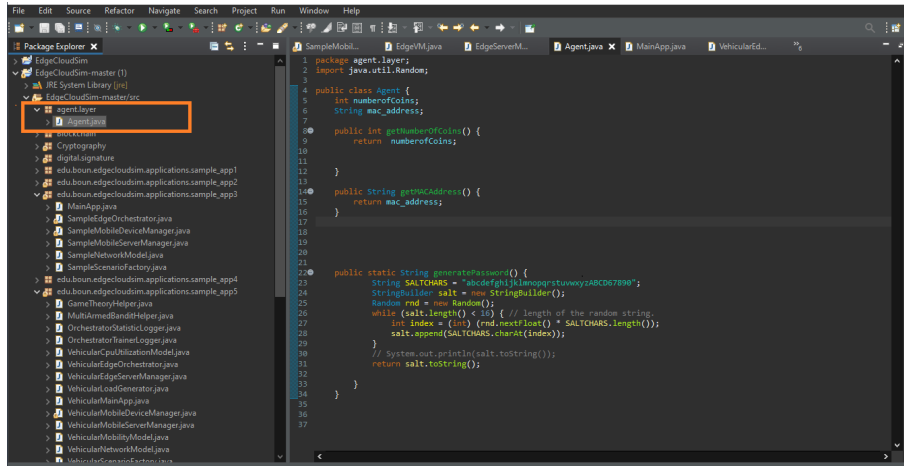 File Edit Source Refactor Navigate Search Project Run Window Help
Package Explorer
EdgeCloudSim
EdgeCloudSim-master (1)
JRE System Library [jre]
EdgeCloudSim-master/src
agent.layer
Agent.java
Blockchain
Cryptography
digital.signature
edu.boun.edgecloudsim.applications.sample_app1
edu.boun.edgecloudsim.applications.sample_app2
edu.boun.edgecloudsim.applications.sample_app3
MainApp.java
SampleEdgeOrchestrator.java
SampleMobileDeviceManager.java
SampleMobileServerManager.java
SampleNetworkModel.java
SampleScenarioFactory.java
edu.boun.edgecloudsim.applications.sample_app4
edu.boun.edgecloudsim.applications.sample_app5
GameTheoryHelper.java
MultiArmedBanditHelper.java
OrchestratorStatisticLogger.java
OrchestratorTrainerLogger.java
VehicularCpuUtilizationModel.java
VehicularEdgeOrchestrator.java
VehicularEdgeServerManager.java
VehicularLoadGenerator.java
VehicularMainApp.java
VehicularMobileDeviceManager.java
VehicularMobileServerManager.java
VehicularMobilityModel.java
VehicularNetworkModel.java
VehicularScenarioFactory.java
SampleMobil... EdgeVM.java EdgeServerM... Agent.java MainApp.java VehicularEd... »6
1 package agent.layer;
2 import java.util.Random;
3
4 public class Agent {
5 int numberofCoins;
6 String mac_address;
7
8 public int getNumberOfCoins() {
9 return numberofCoins;
10
11
12 }
13
14 public String getMACAddress() {
15 return mac_address;
16 }
17
18
19
20
21
22 public static String generatePassword() {
23 String SALTCHARS = "abcdefghijklmnopqrstuvwxyzABCD67890";
24 StringBuilder salt = new StringBuilder();
25 Random rnd = new Random();
26 while (salt.length() < 16) { // length of the random string.
27 int index = (int) (rnd.nextFloat() * SALTCHARS.length());
28 salt.append(SALTCHARS.charAt(index));
29 }
30 // System.out.println(salt.toString());
31 return salt.toString();
32
33 }
34 }
35
36
37